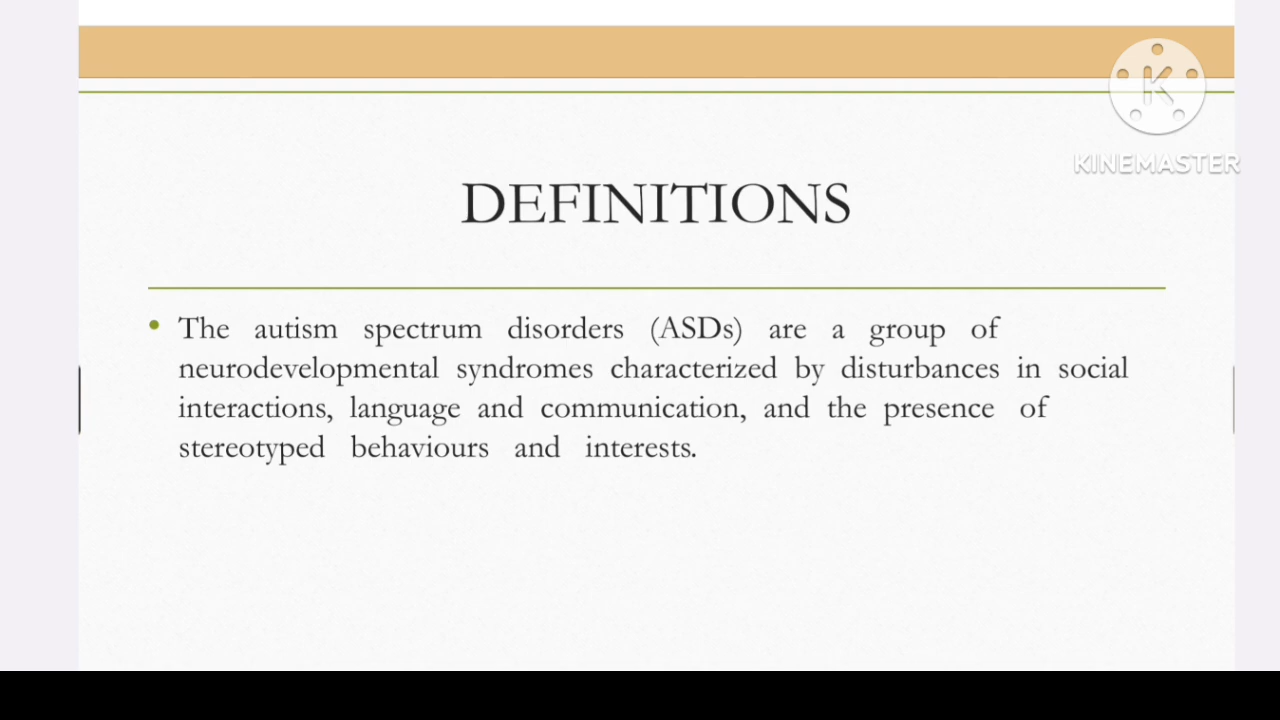 KINEMASTER
DEFINITIONS
• The autism spectrum disorders (ASDs) are a group of
neurodevelopmental syndromes characterized by disturbances in social
interactions, language and communication, and the presence of
stereotyped behaviours and interests.